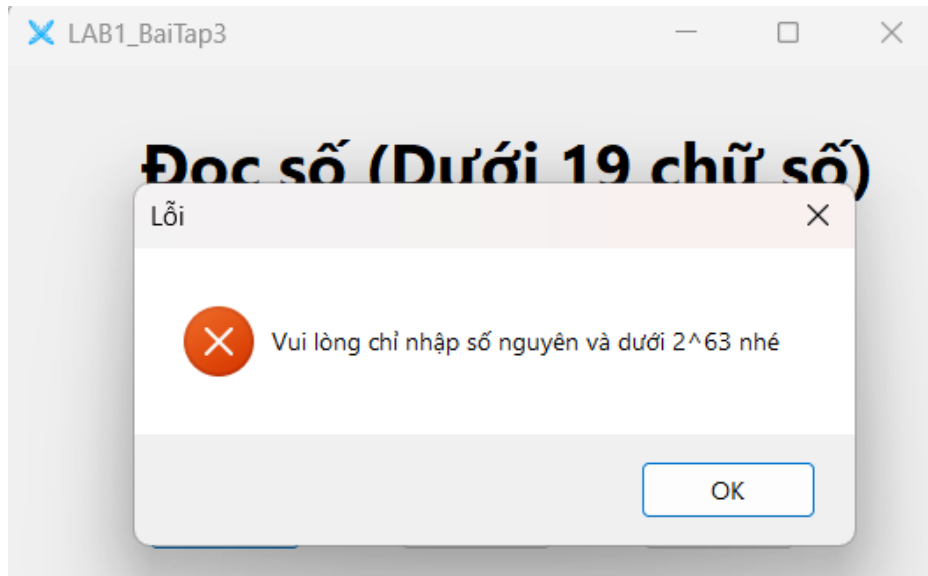 LAB1_BaiTap3
Đọc số (Dưới 19 chữ số)
Lỗi
Vui lòng chỉ nhập số nguyên và dưới 2^63 nhé
OK